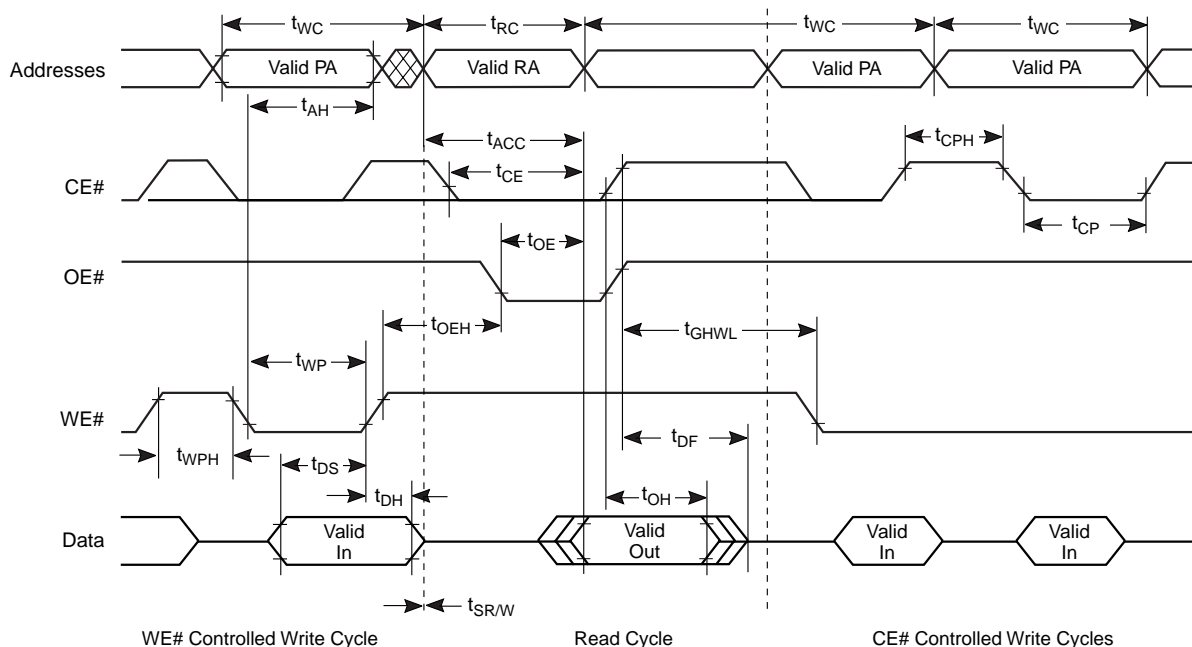 tWC tRC tWC tWC
Addresses Valid PA Valid RA Valid PA Valid PA
tAH
tACC
tCPH
CE# tCE
tCP
tOE
OE#
tOEH tGHWL
tWP
WE#
tDF
tWPH tDS
tDH tOH
Data Valid In Valid Out Valid In Valid In
tSR/W
WE# Controlled Write Cycle Read Cycle CE# Controlled Write Cycles